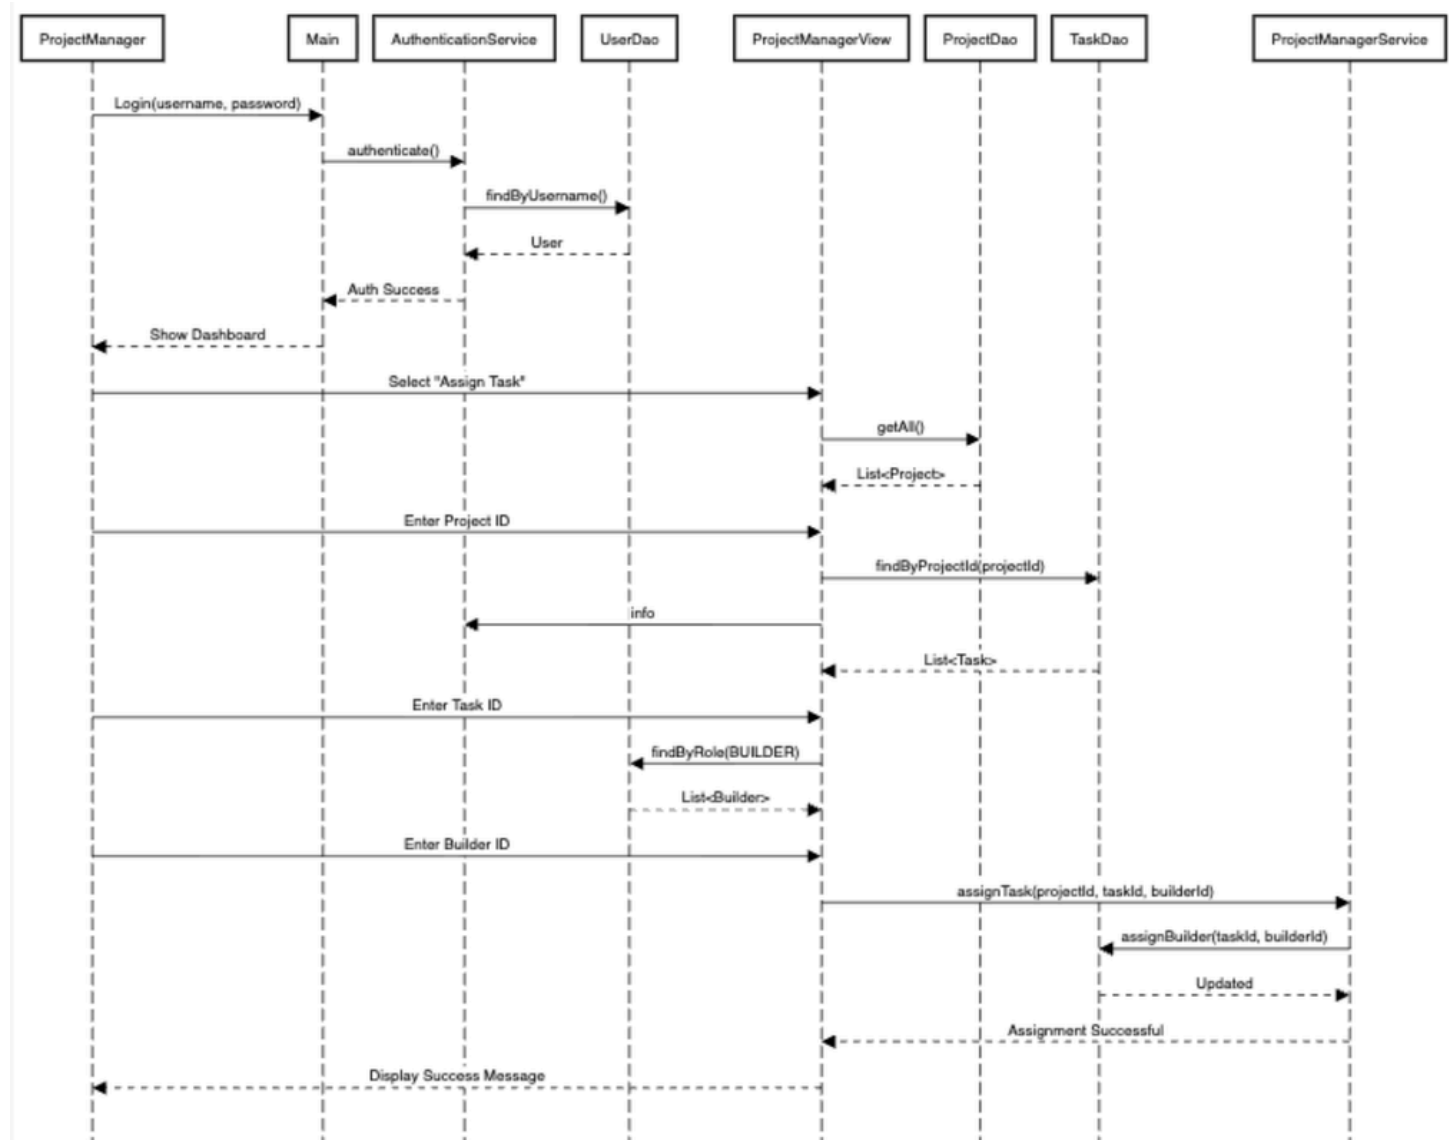 ProjectManager
Main
AuthenticationService
UserDao
ProjectManagerView
ProjectDao
TaskDao
ProjectManagerService
Login(username, password)
authenticate()
findByUsername()
User
Auth Success
Show Dashboard
Select "Assign Task"
getAll()
List<Project>
Enter Project ID
findByProjectId(projectId)
info
List<Task>
Enter Task ID
findByRole(BUILDER)
List<Builder>
Enter Builder ID
assignTask(projectId, taskId, builderId)
assignBuilder(taskId, builderId)
Updated
Assignment Successful
Display Success Message